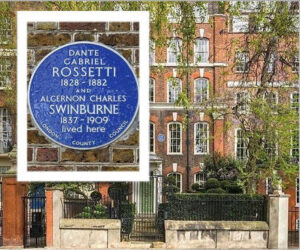 DANTE
GABRIEL
ROSSETTI
1828 - 1882
AND
ALGERNON CHARLES
SWINBURNE
1837 - 1909
lived here
LONDON COUNTY COUNCIL